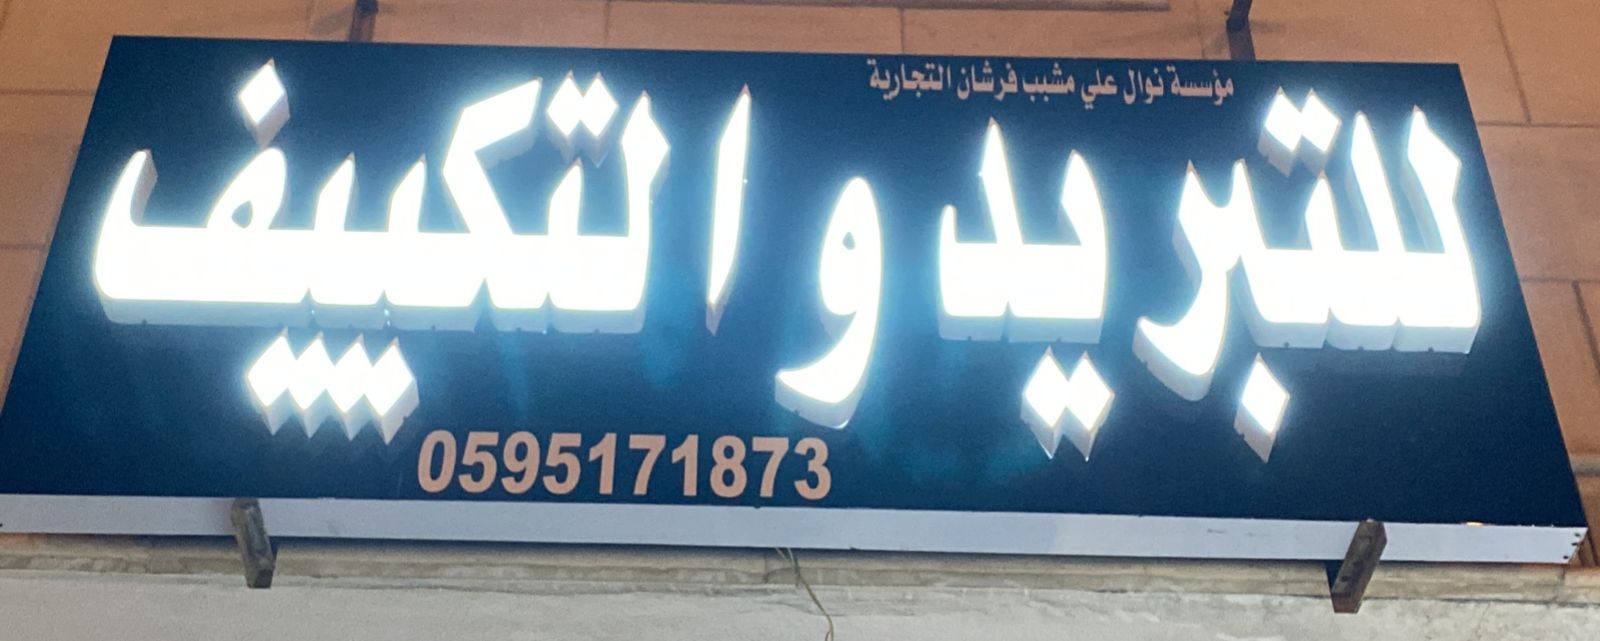 مؤسسة نوال علي مشبب فرشان التجارية
للتبريد و التكييف
0595171873